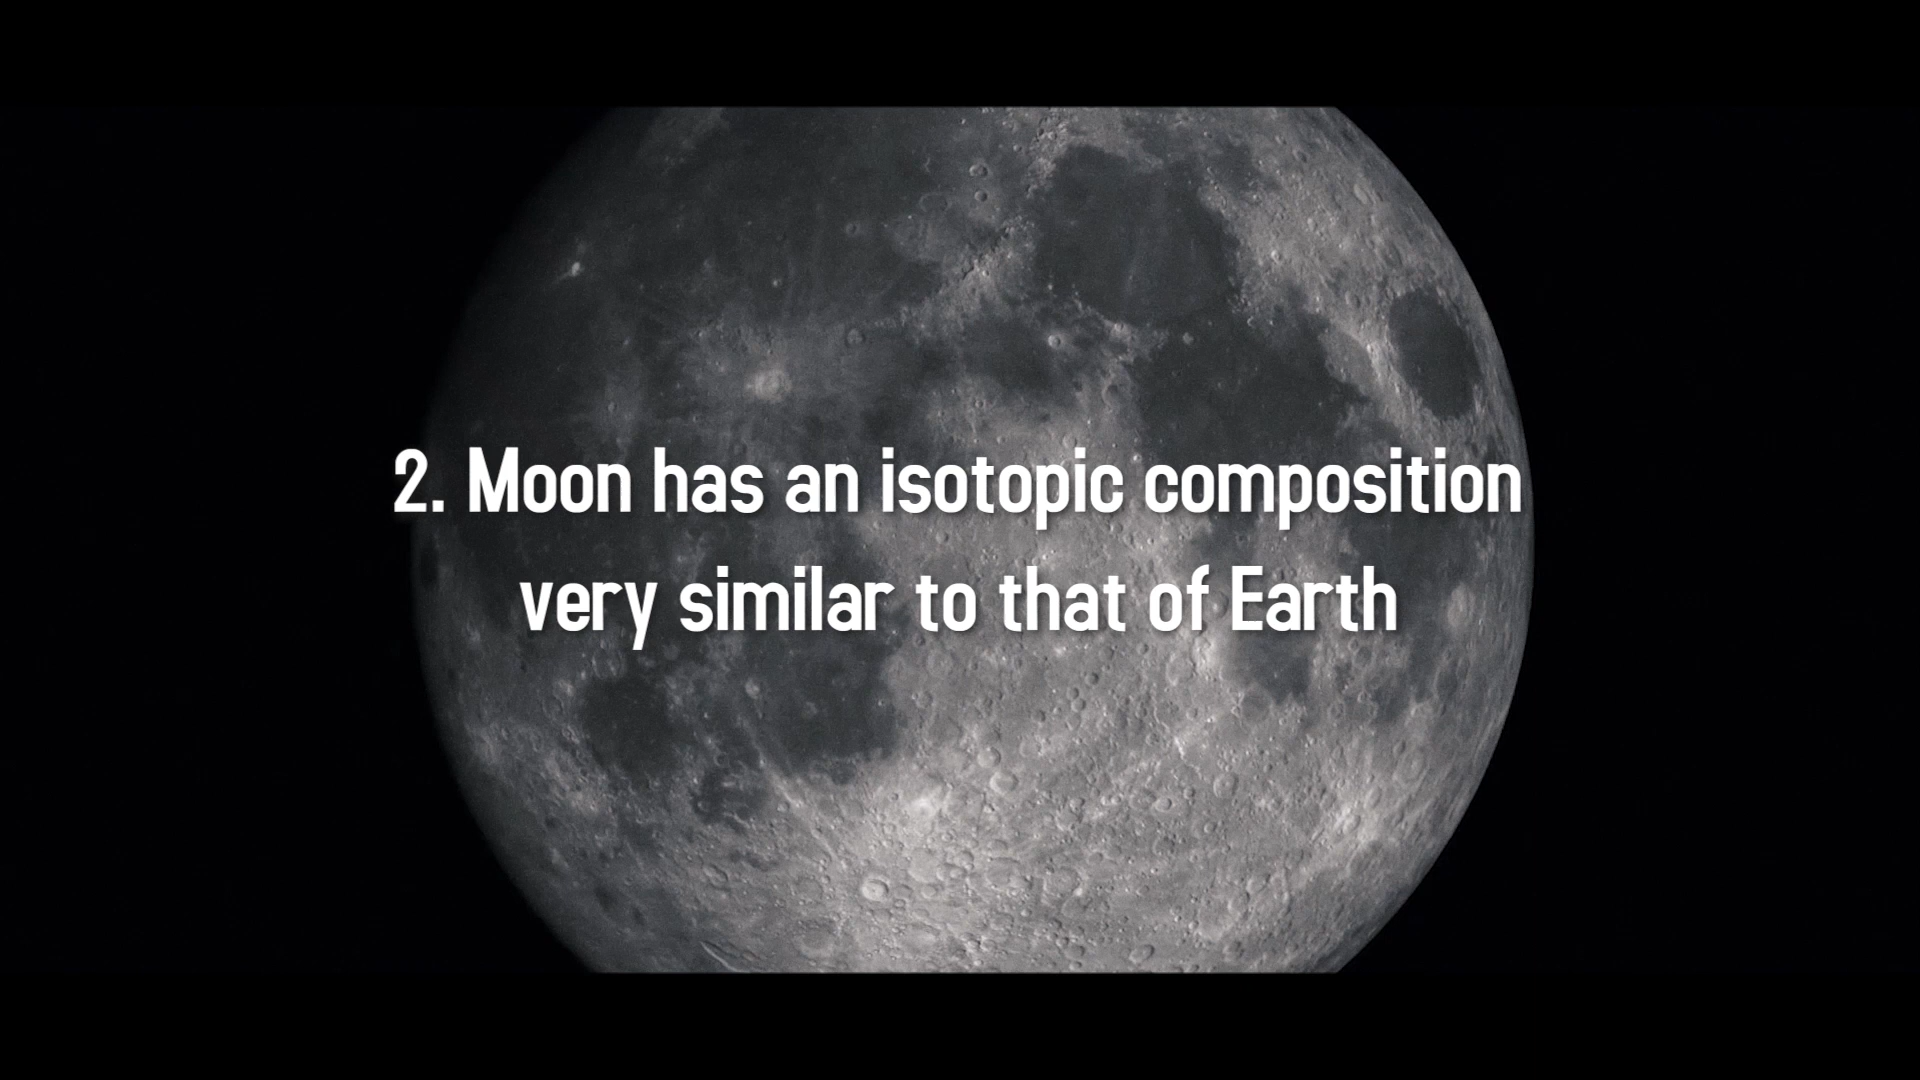 2. Moon has an isotopic composition
very similar to that of Earth